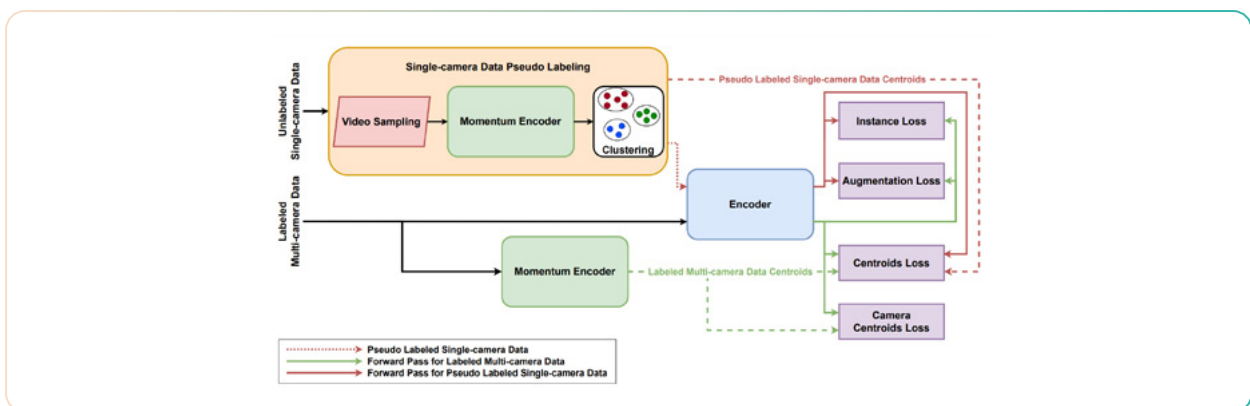 Single-camera Data Pseudo Labeling
Unlabeled
Single-camera Data
Video Sampling
Momentum Encoder
Clustering
Pseudo Labeled Single-camera Data Centroids
Instance Loss
Augmentation Loss
Encoder
Labeled
Multi-camera Data
Momentum Encoder
Labeled Multi-camera Data Centroids
Centroids Loss
Camera
Centroids Loss
Pseudo Labeled Single-camera Data
Forward Pass for Labeled Multi-camera Data
Forward Pass for Pseudo Labeled Single-camera Data